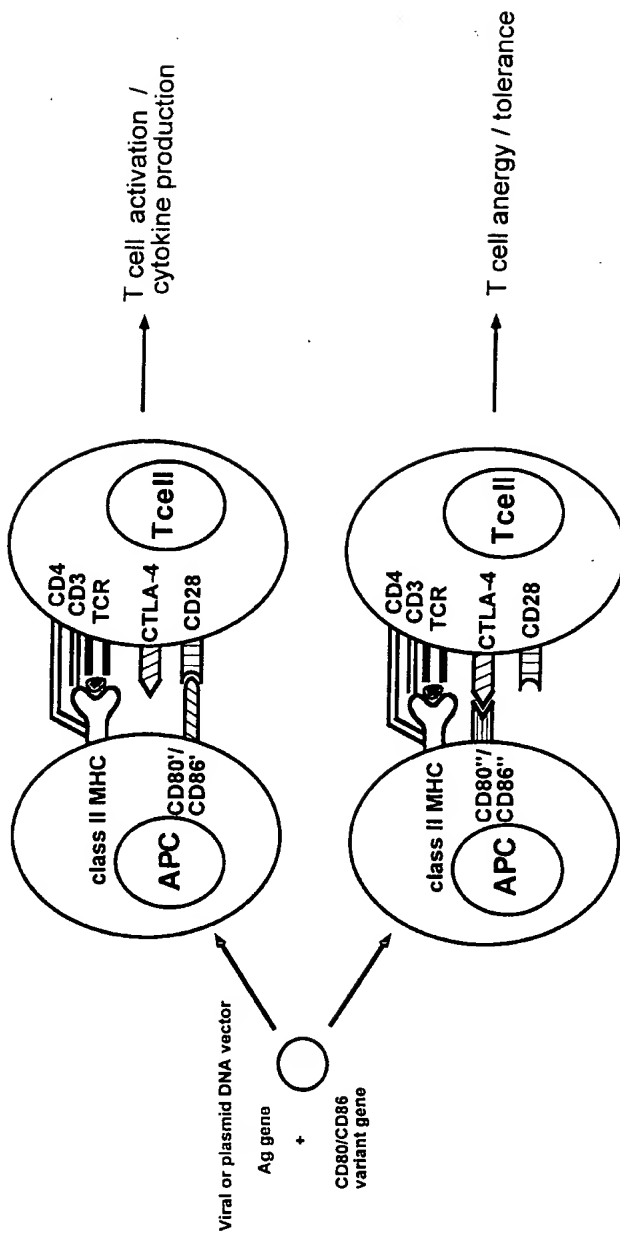 Viral or plasmid DNA vector
Ag gene
+
CD80/CD86
variant gene
class II MHC
APC
CD80'/
CD86'
CD4
CD3
TCR
CTLA-4
CD28
T cell
T cell activation /
cytokine production
class II MHC
APC
CD80"/
CD86"
CD4
CD3
TCR
CTLA-4
CD28
T cell
T cell anergy / tolerance